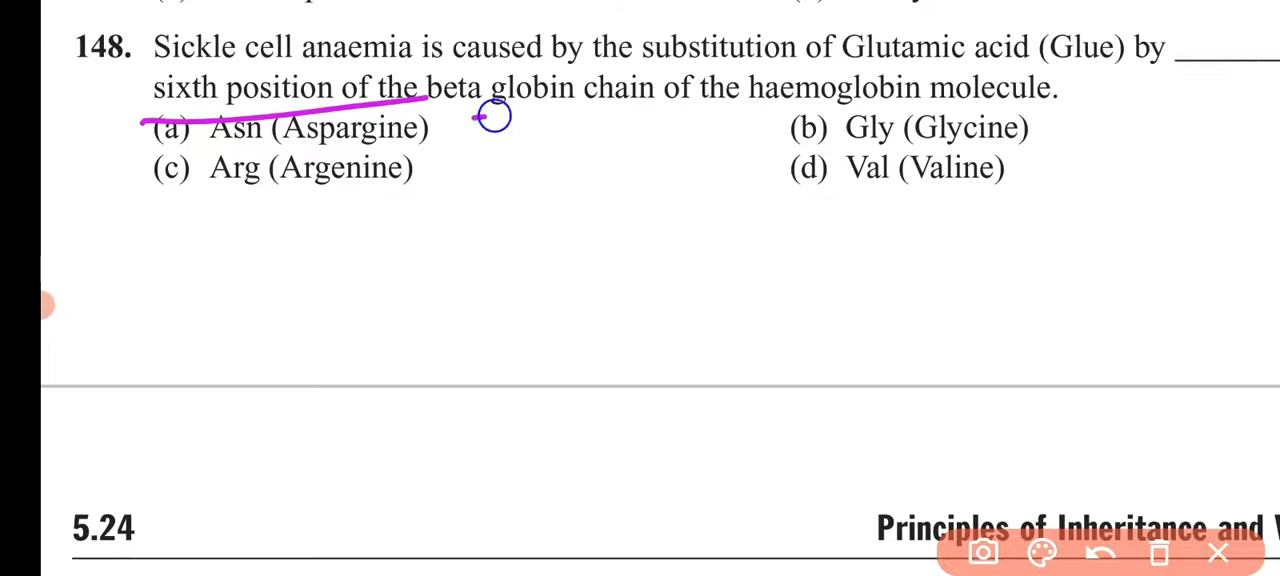 148. Sickle cell anaemia is caused by the substitution of Glutamic acid (Glue) by ______
sixth position of the beta globin chain of the haemoglobin molecule.
(a) Asn (Aspargine) (b) Gly (Glycine)
(c) Arg (Argenine) (d) Val (Valine)
5.24 Principles of Inheritance and